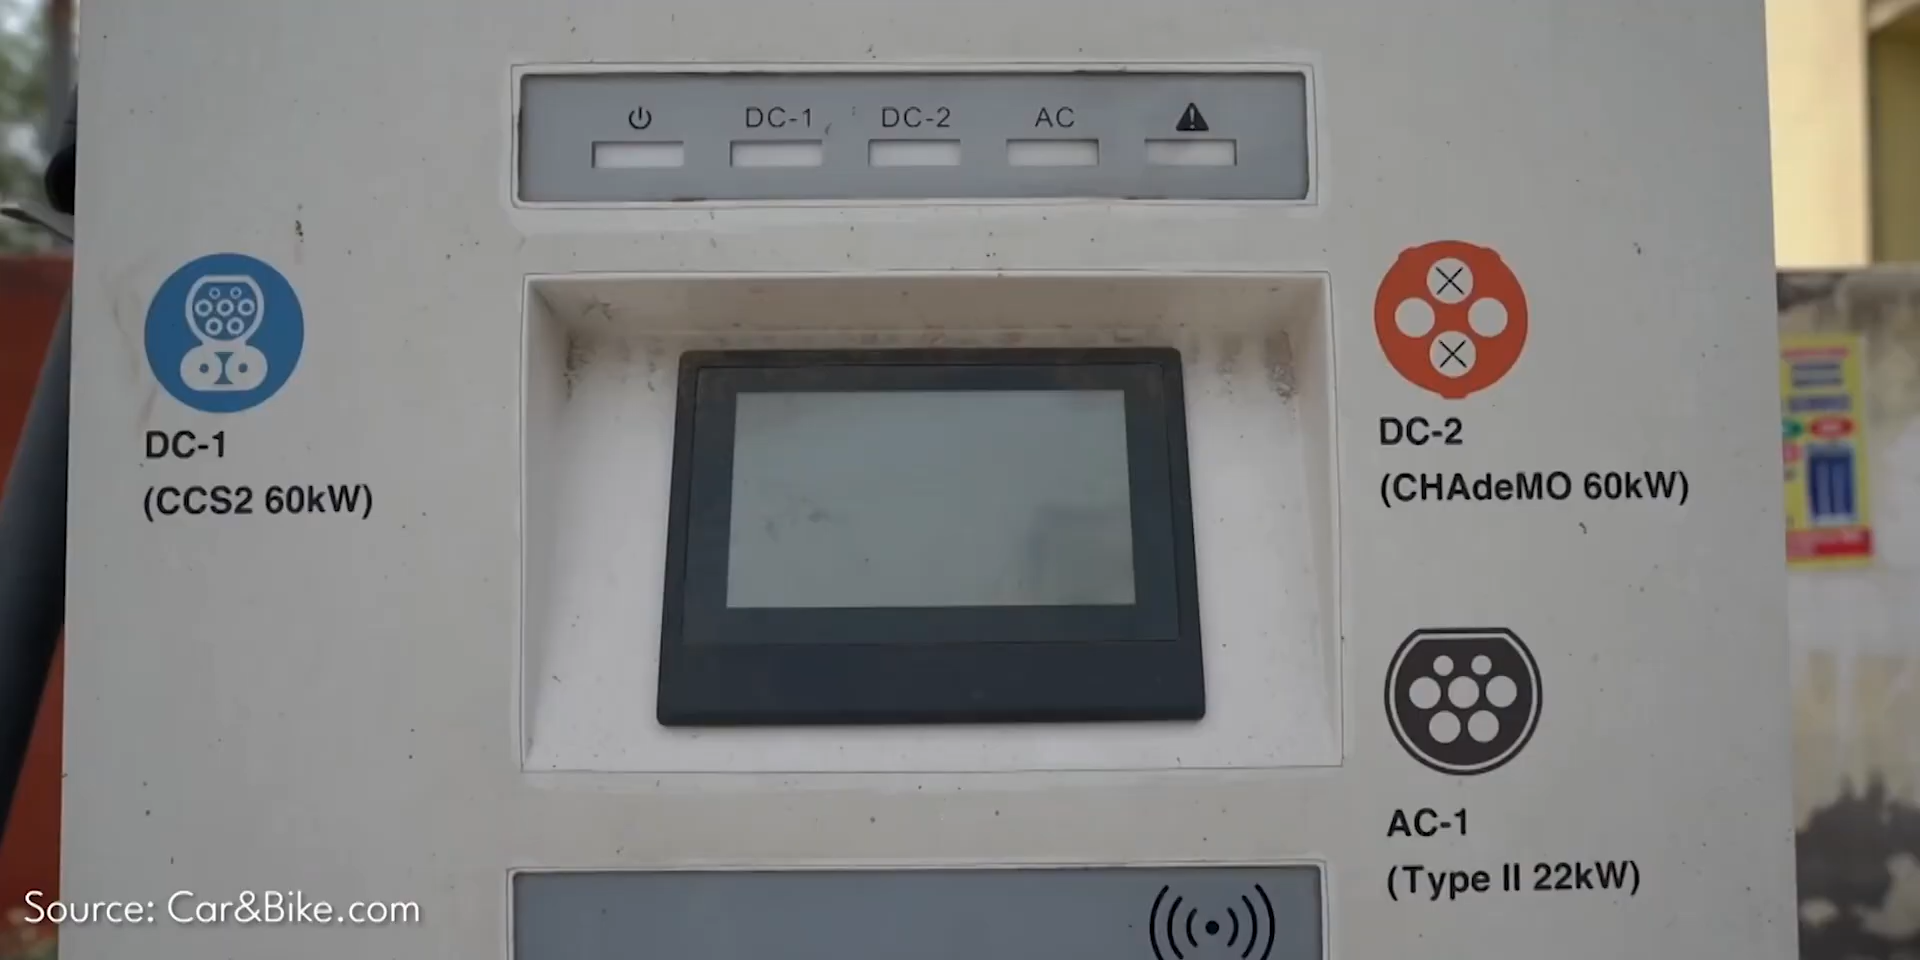 DC-1
DC-2
AC
DC-1
(CCS2 60kW)
DC-2
(CHAdeMO 60kW)
AC-1
(Type II 22kW)
Source: Car&Bike.com